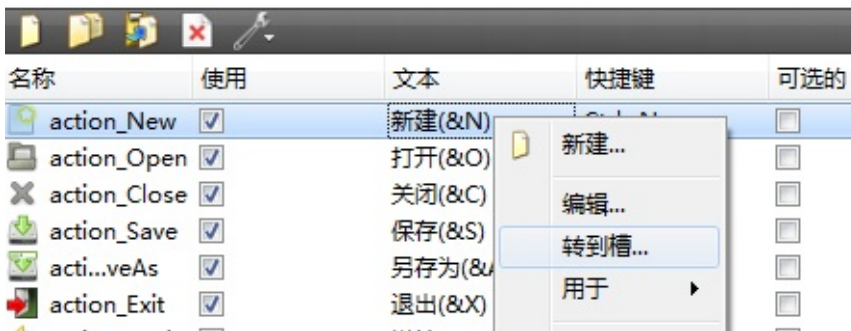 名称 使用 文本 快捷键 可选的
action_New 新建(&N)
新建...
action_Open 打开(&O)
action_Close 关闭(&C)
编辑...
action_Save 保存(&S)
转到槽...
acti...veAs 另存为(&A
用于
action_Exit 退出(&X)